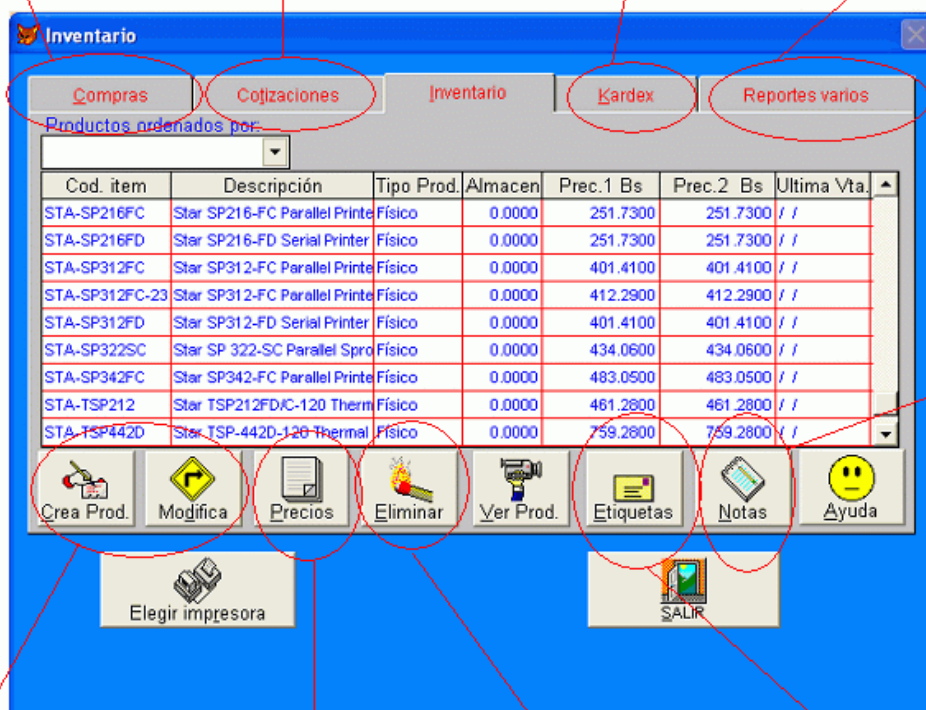 Inventario
Compras Cotizaciones Inventario Kardex Reportes varios
Productos ordenados por:
Cod. item Descripción Tipo Prod. Almacen Prec.1 Bs Prec.2 Bs Ultima Vta.
STA-SP216FC Star SP216-FC Parallel Printe Físico 0.0000 251.7300 251.7300 / /
STA-SP216FD Star SP216-FD Serial Printer Físico 0.0000 251.7300 251.7300 / /
STA-SP312FC Star SP312-FC Parallel Printe Físico 0.0000 401.4100 401.4100 / /
STA-SP312FC-23 Star SP312-FC Parallel Printe Físico 0.0000 412.2900 412.2900 / /
STA-SP312FD Star SP312-FD Serial Printer Físico 0.0000 401.4100 401.4100 / /
STA-SP322SC Star SP 322-SC Parallel Spro Físico 0.0000 434.0600 434.0600 / /
STA-SP342FC Star SP342-FC Parallel Printe Físico 0.0000 483.0500 483.0500 / /
STA-TSP212 Star TSP212FD/C-120 Therm Físico 0.0000 461.2800 461.2800 / /
STA-TSP442D Star TSP-442D-120 Thermal Físico 0.0000 759.2800 759.2800 / /
Crea Prod. Modifica Precios Eliminar Ver Prod. Etiquetas Notas Ayuda
Elegir impresora SALIR